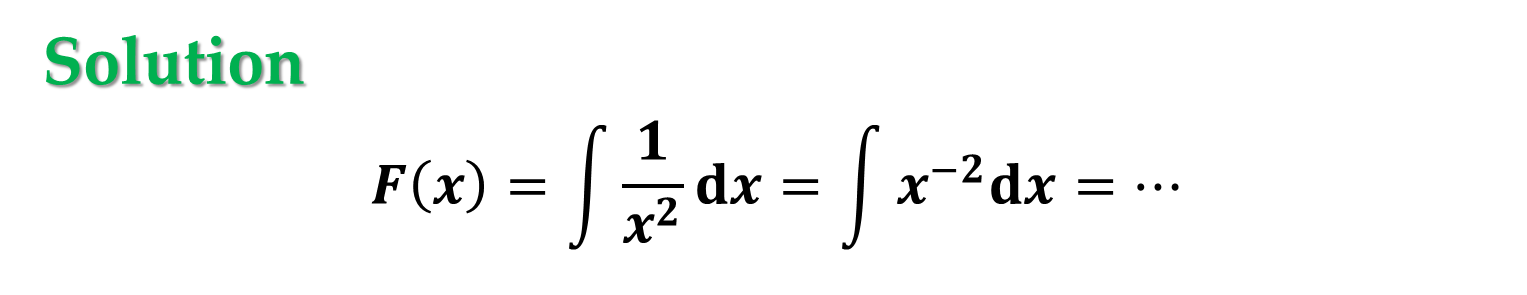 Solution
F(x) = ∫ 1/x² dx = ∫ x⁻² dx = ⋯